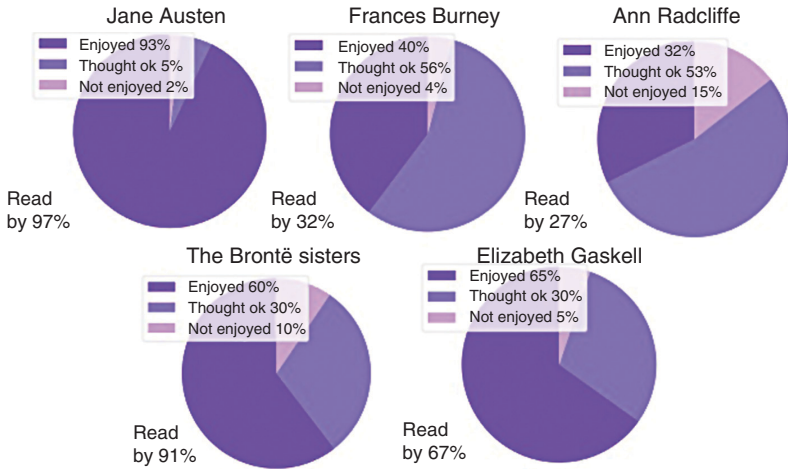 Jane Austen
Enjoyed 93%
Thought ok 5%
Not enjoyed 2%
Read
by 97%
Frances Burney
Enjoyed 40%
Thought ok 56%
Not enjoyed 4%
Read
by 32%
Ann Radcliffe
Enjoyed 32%
Thought ok 53%
Not enjoyed 15%
Read
by 27%
The Brontë sisters
Enjoyed 60%
Thought ok 30%
Not enjoyed 10%
Read
by 91%
Elizabeth Gaskell
Enjoyed 65%
Thought ok 30%
Not enjoyed 5%
Read
by 67%